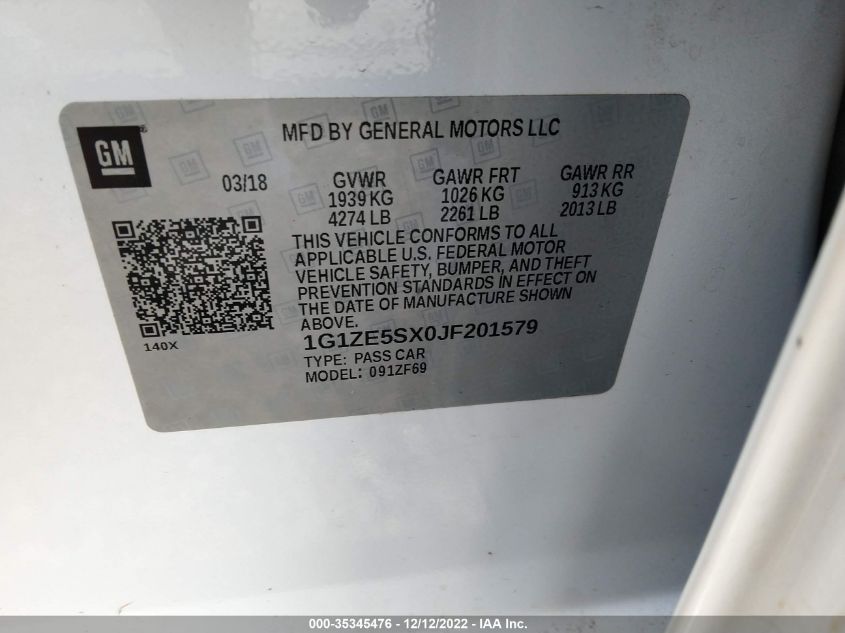 GM
MFD BY GENERAL MOTORS LLC
03/18 GVWR GAWR FRT GAWR RR
1939 KG 1026 KG 913 KG
4274 LB 2261 LB 2013 LB
THIS VEHICLE CONFORMS TO ALL
APPLICABLE U.S. FEDERAL MOTOR
VEHICLE SAFETY, BUMPER, AND THEFT
PREVENTION STANDARDS IN EFFECT ON
THE DATE OF MANUFACTURE SHOWN
ABOVE.
140X
1G1ZE5SX0JF201579
TYPE: PASS CAR
MODEL: 091ZF69
000-35345476 - 12/12/2022 - IAA Inc.